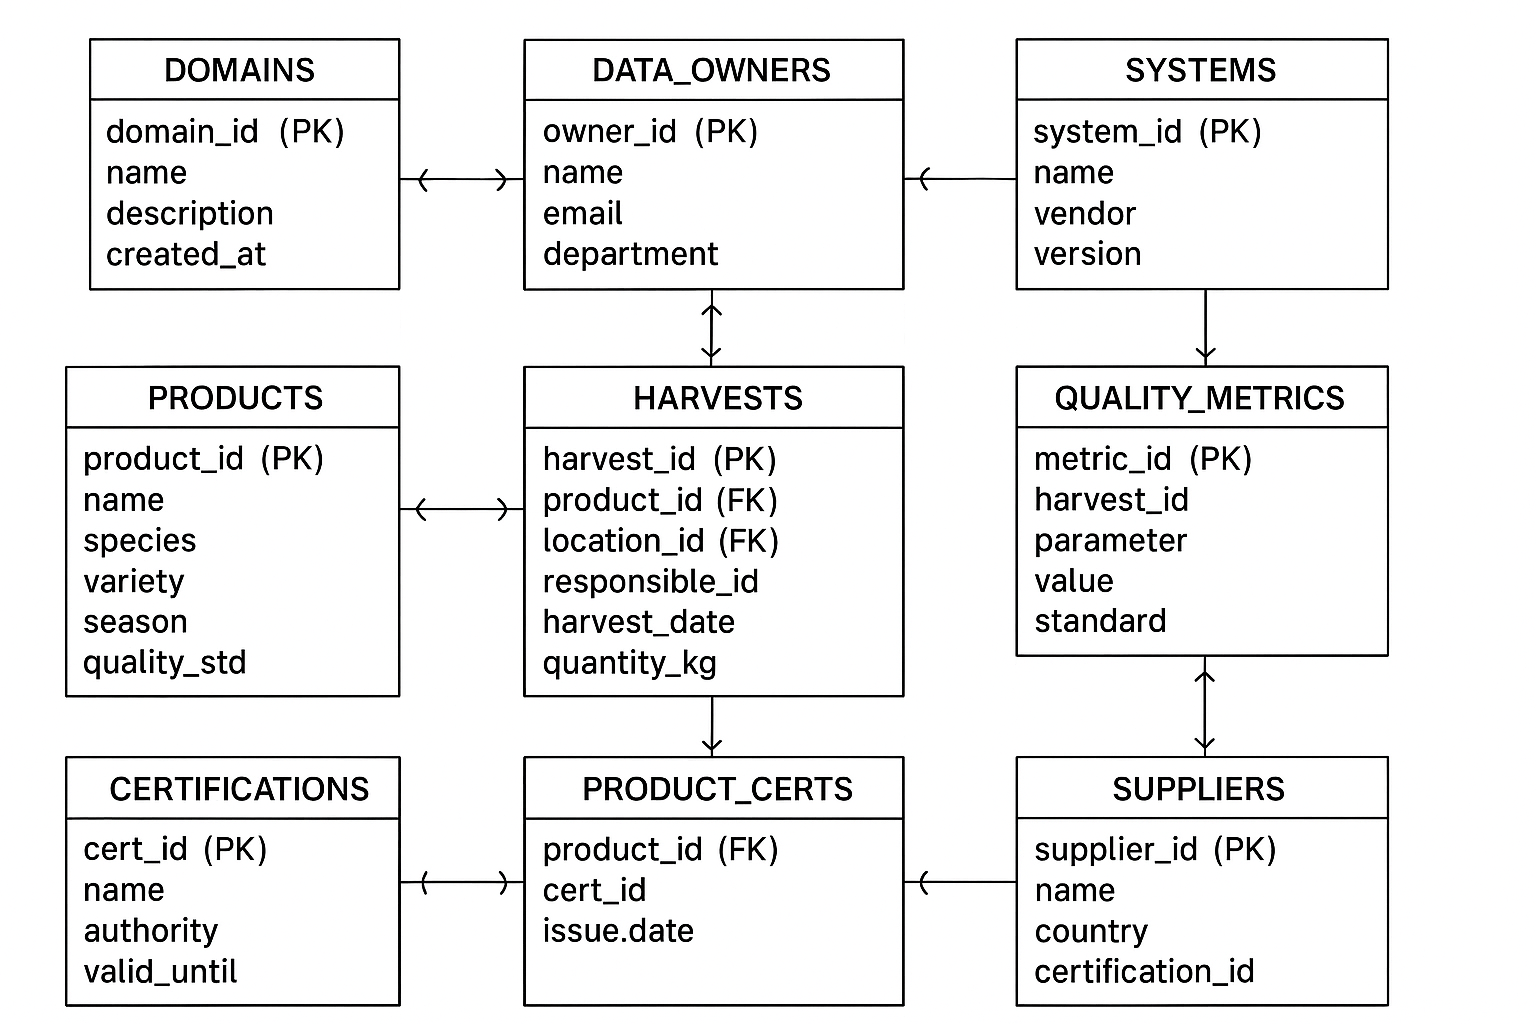 DOMAINS
domain_id (PK)
name
description
created_at
DATA_OWNERS
owner_id (PK)
name
email
department
SYSTEMS
system_id (PK)
name
vendor
version
PRODUCTS
product_id (PK)
name
species
variety
season
quality_std
HARVESTS
harvest_id (PK)
product_id (FK)
location_id (FK)
responsible_id
harvest_date
quantity_kg
QUALITY_METRICS
metric_id (PK)
harvest_id
parameter
value
standard
CERTIFICATIONS
cert_id (PK)
name
authority
valid_until
PRODUCT_CERTS
product_id (FK)
cert_id
issue.date
SUPPLIERS
supplier_id (PK)
name
country
certification_id